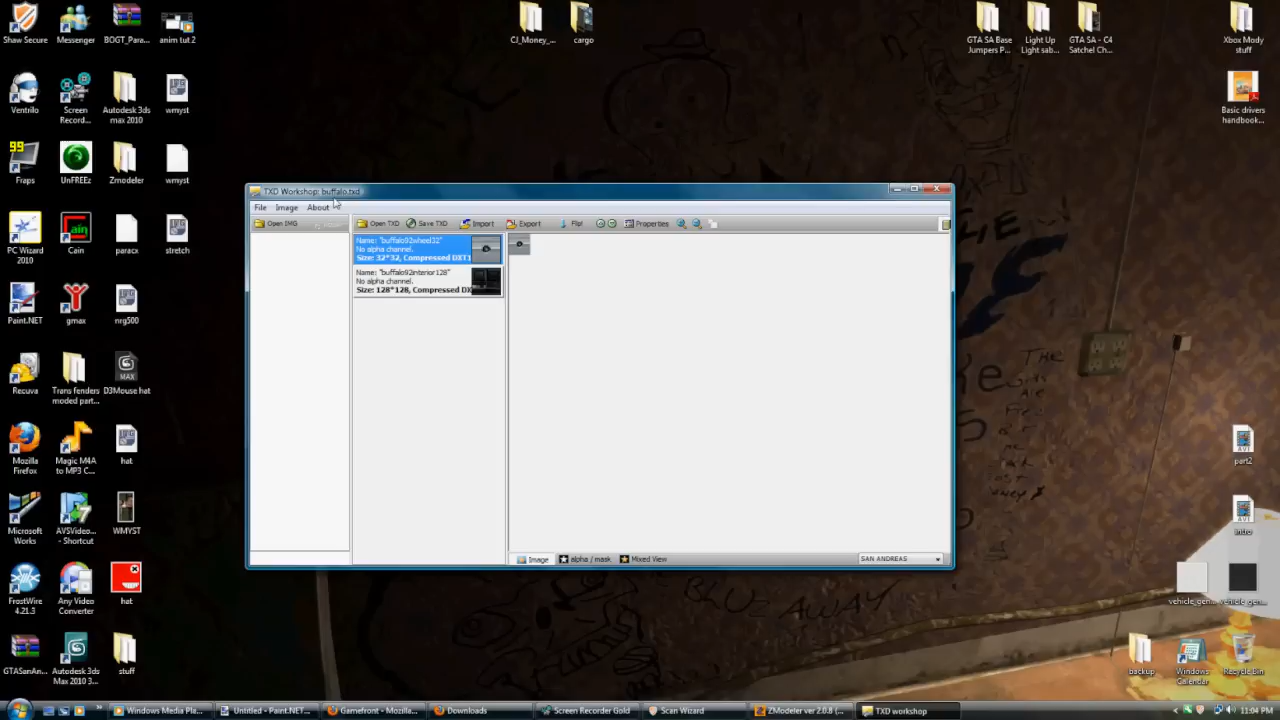 Shaw Secure
Messenger
BOGT_Para...
anim tut.2
CJ_Money_...
cargo
GTA SA Base Jumpers P...
Light Up Light sab...
GTA SA - C4 Satchel Ch...
Xbox Mody stuff
Ventrilo
Screen Record...
Autodesk 3ds max 2010
wmyst
Basic drivers handbook...
99
Fraps
UnFREEz
Zmodeler
wmyst
PC Wizard 2010
Cain
paracx
stretch
Paint.NET
gmax
nrg500
Recuva
Trans fenders moded part...
D3Mouse hat
Mozilla Firefox
Magic M4A to MP3 C...
hat
Microsoft Works
AVSVideo... - Shortcut
WMYST
FrostWire 4.21.3
Any Video Converter
hat
GTASanAn...
Autodesk 3ds Max 2010 3...
stuff
TXD Workshop: buffalo.txd
File Image About
Open IMG
Open TXD Save TXD Import Export Flip! Properties
Name: "buffalo92wheel32"
No alpha channel.
Size: 32*32, Compressed DXT1
Name: "buffalo92interior128"
No alpha channel.
Size: 128*128, Compressed DX
Image alpha / mask Mixed View
SAN ANDREAS
THE
part2
intro
vehicle_gen...
vehicle_gen...
backup
Windows Calendar
Recycle Bin
Windows Media Pla...
Untitled - Paint.NET...
Gamefront - Mozilla...
Downloads
Screen Recorder Gold
Scan Wizard
ZModeler ver 2.0.8 (...
TXD workshop
11:04 PM